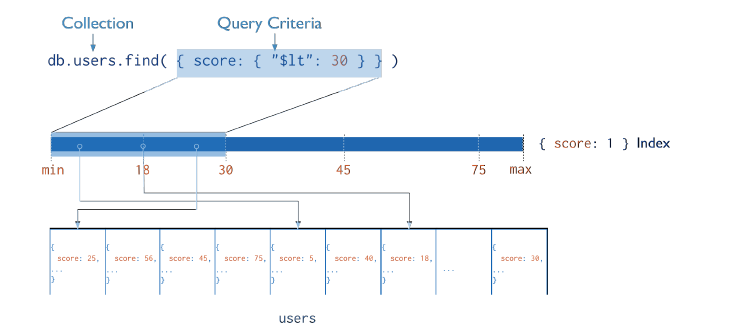 Collection Query Criteria
db.users.find( { score: { "$lt": 30 } } )
{ score: 1 } Index
min 18 30 45 75 max
{ { { { { { { {
score: 25, score: 56, score: 45, score: 75, score: 5, score: 40, score: 18, score: 30,
... ... ... ... ... ... ... ... ...
} } } } } } } }
users